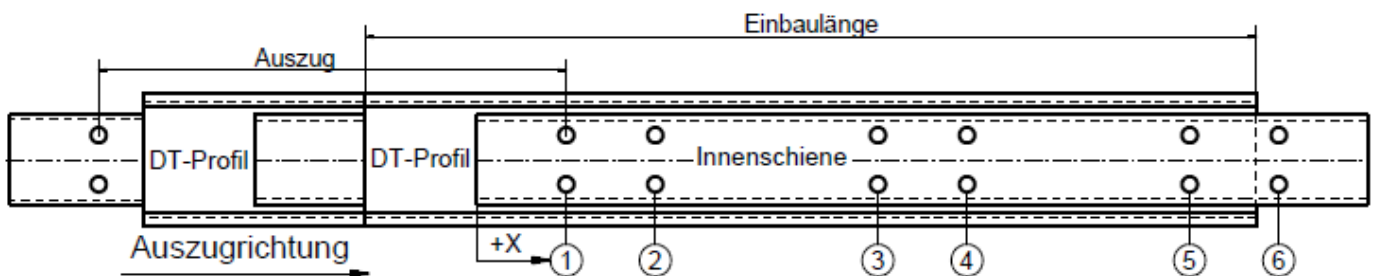 Einbaulänge
Auszug
DT-Profil
DT-Profil
Innenschiene
Auszugrichtung
+X
1
2
3
4
5
6